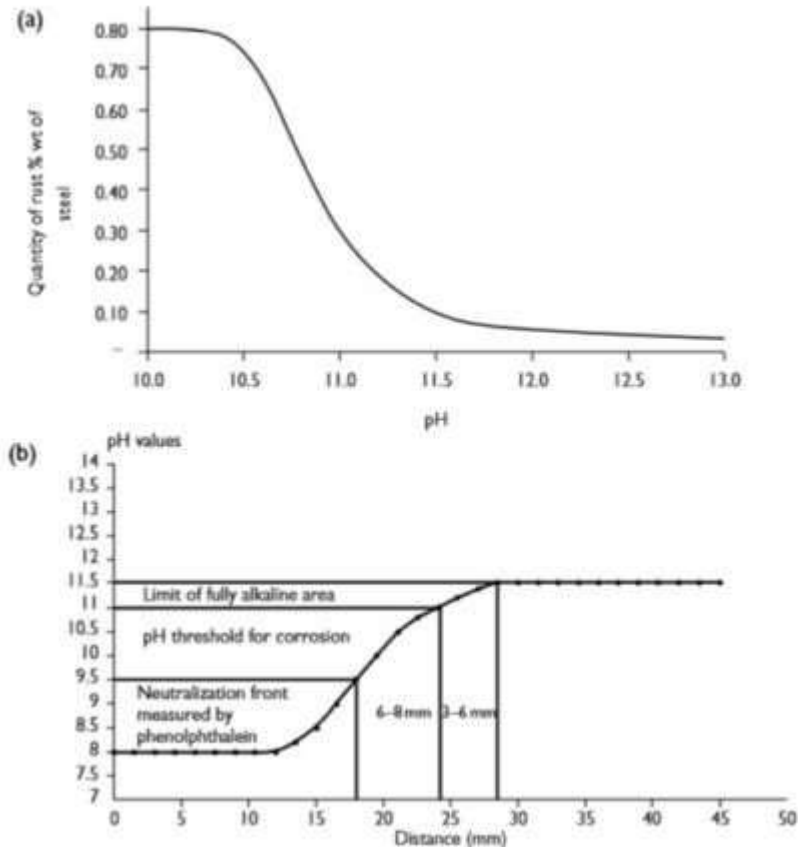 (a)
0.80
0.70
0.60
0.50
0.40
0.30
0.20
0.10
–
Quantity of rust % wt of
steel
10.0 10.5 11.0 11.5 12.0 12.5 13.0
pH
(b)
pH values
14
13.5
13
12.5
12
11.5
Limit of fully alkaline area
11
10.5
pH threshold for corrosion
10
9.5
Neutralization front
9
measured by
8.5
phenolphthalein
6–8 mm 3–6 mm
8
7.5
7
0 5 10 15 20 25 30 35 40 45 50
Distance (mm)